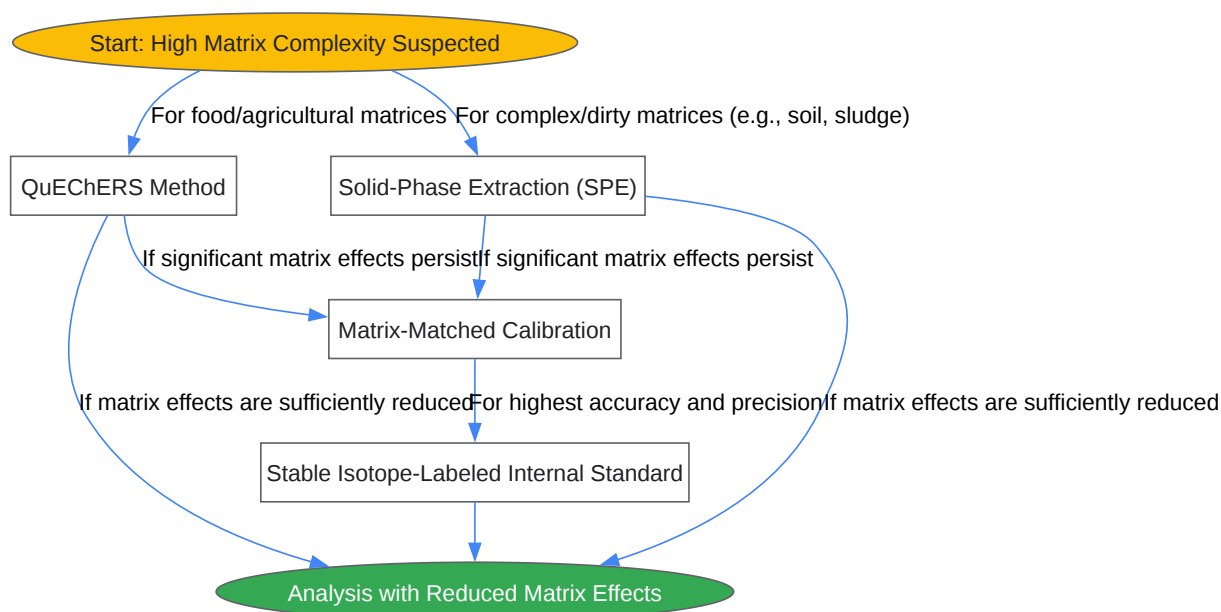 Start: High Matrix Complexity Suspected
For food/agricultural matrices
For complex/dirty matrices (e.g., soil, sludge)
QuEChERS Method
Solid-Phase Extraction (SPE)
If significant matrix effects persist
If significant matrix effects persist
Matrix-Matched Calibration
If matrix effects are sufficiently reduced
For highest accuracy and precision
If matrix effects are sufficiently reduced
Stable Isotope-Labeled Internal Standard
Analysis with Reduced Matrix Effects